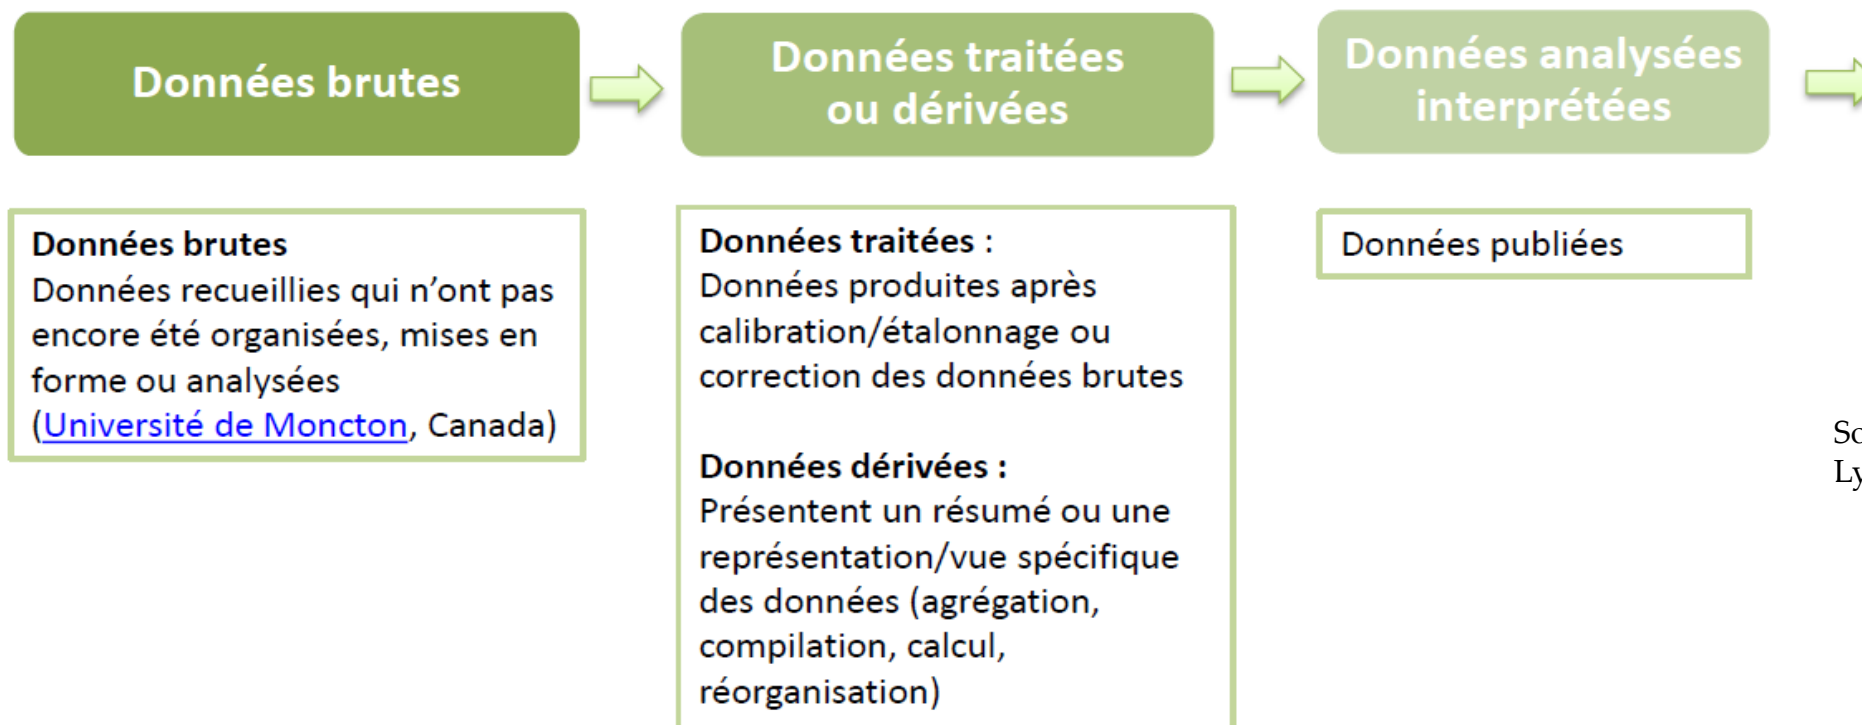 Données brutes
Données traitées
ou dérivées
Données analysées
interprétées
Données brutes
Données recueillies qui n'ont pas
encore été organisées, mises en
forme ou analysées
(Université de Moncton, Canada)
Données traitées :
Données produites après
calibration/étalonnage ou
correction des données brutes
Données dérivées :
Présentent un résumé ou une
représentation/vue spécifique
des données (agrégation,
compilation, calcul,
réorganisation)
Données publiées